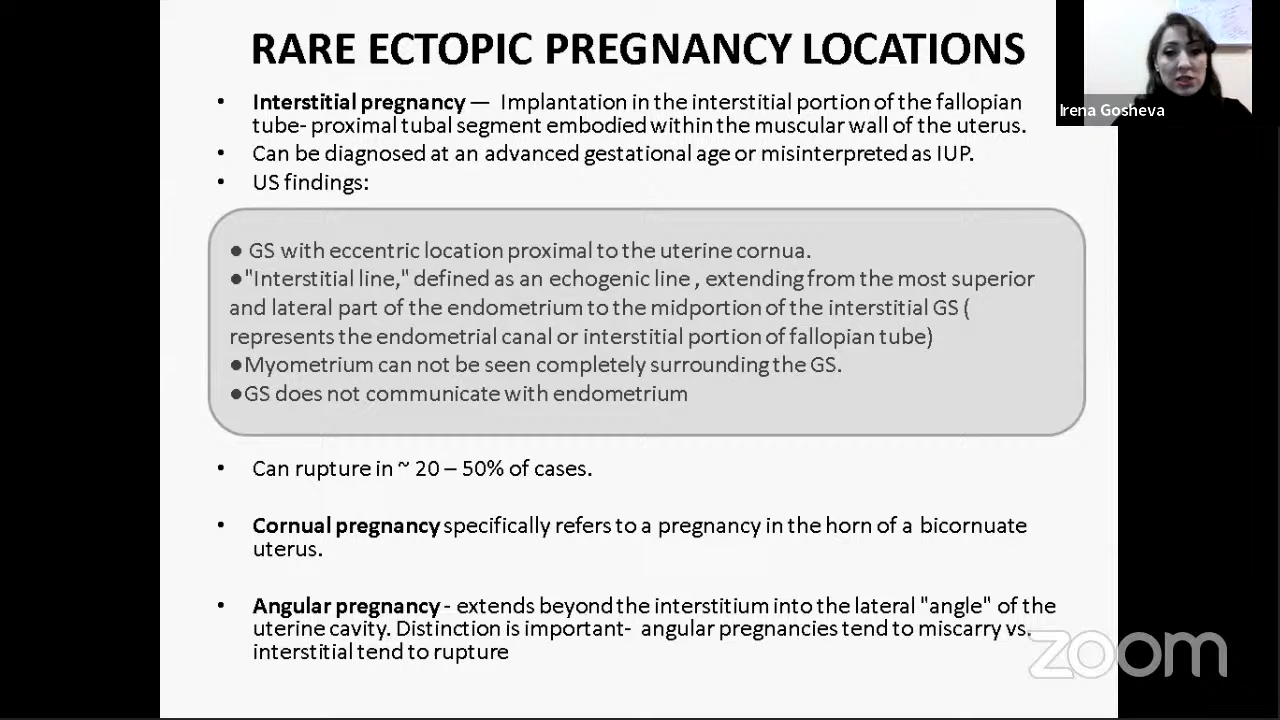 RARE ECTOPIC PREGNANCY LOCATIONS
• Interstitial pregnancy — Implantation in the interstitial portion of the fallopian
tube- proximal tubal segment embodied within the muscular wall of the uterus.
• Can be diagnosed at an advanced gestational age or misinterpreted as IUP.
• US findings:
● GS with eccentric location proximal to the uterine cornua.
●"Interstitial line," defined as an echogenic line , extending from the most superior
and lateral part of the endometrium to the midportion of the interstitial GS (
represents the endometrial canal or interstitial portion of fallopian tube)
●Myometrium can not be seen completely surrounding the GS.
●GS does not communicate with endometrium
• Can rupture in ~ 20 – 50% of cases.
• Cornual pregnancy specifically refers to a pregnancy in the horn of a bicornuate
uterus.
• Angular pregnancy - extends beyond the interstitium into the lateral "angle" of the
uterine cavity. Distinction is important- angular pregnancies tend to miscarry vs.
interstitial tend to rupture
Irena Gosheva
zoom